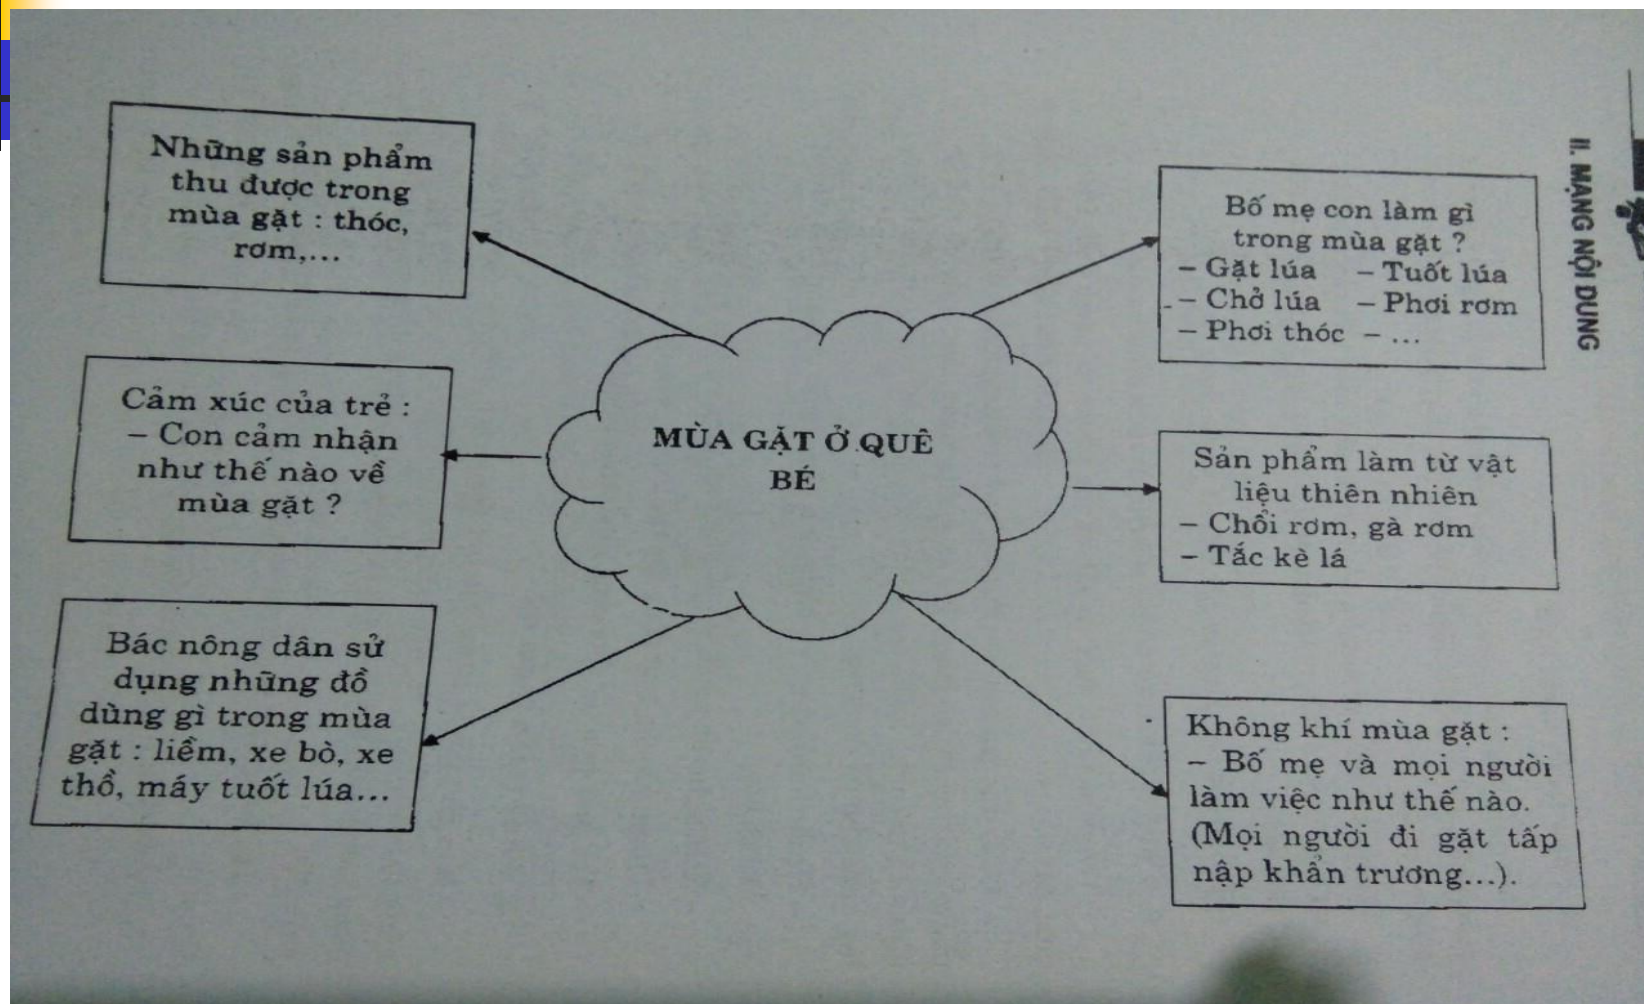 II. MẠNG NỘI DUNG
Những sản phẩm
thu được trong
mùa gặt : thóc,
rơm,...
Cảm xúc của trẻ :
– Con cảm nhận
như thế nào về
mùa gặt ?
Bác nông dân sử
dụng những đồ
dùng gì trong mùa
gặt : liềm, xe bò, xe
thồ, máy tuốt lúa...
MÙA GẶT Ở QUÊ
BÉ
Bố mẹ con làm gì
trong mùa gặt ?
– Gặt lúa – Tuốt lúa
– Chở lúa – Phơi rơm
– Phơi thóc – ...
Sản phẩm làm từ vật
liệu thiên nhiên
– Chổi rơm, gà rơm
– Tắc kè lá
Không khí mùa gặt :
– Bố mẹ và mọi người
làm việc như thế nào.
(Mọi người đi gặt tấp
nập khẩn trương...).